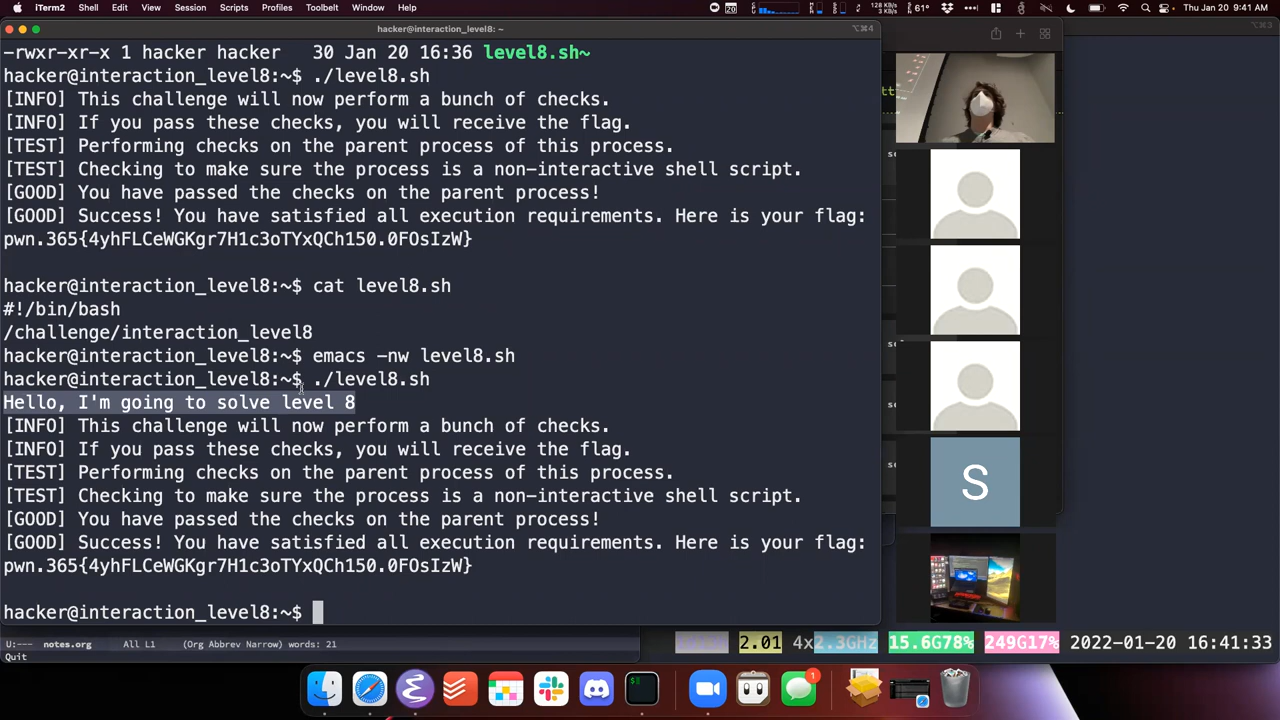 iTerm2 Shell Edit View Session Scripts Profiles Toolbelt Window Help
61° 20 Thu Jan 20 9:41 AM
hacker@interaction_level8: ~ ⌥⌘4
⌥⌘3
-rwxr-xr-x 1 hacker hacker   30 Jan 20 16:36 level8.sh~
hacker@interaction_level8:~$ ./level8.sh
[INFO] This challenge will now perform a bunch of checks.
[INFO] If you pass these checks, you will receive the flag.
[TEST] Performing checks on the parent process of this process.
[TEST] Checking to make sure the process is a non-interactive shell script.
[GOOD] You have passed the checks on the parent process!
[GOOD] Success! You have satisfied all execution requirements. Here is your flag:
pwn.365{4yhFLCeWGKgr7H1c3oTYxQCh150.0FOsIzW}
hacker@interaction_level8:~$ cat level8.sh
#!/bin/bash
/challenge/interaction_level8
hacker@interaction_level8:~$ emacs -nw level8.sh
hacker@interaction_level8:~$ ./level8.sh
Hello, I'm going to solve level 8
[INFO] This challenge will now perform a bunch of checks.
[INFO] If you pass these checks, you will receive the flag.
[TEST] Performing checks on the parent process of this process.
[TEST] Checking to make sure the process is a non-interactive shell script.
[GOOD] You have passed the checks on the parent process!
[GOOD] Success! You have satisfied all execution requirements. Here is your flag:
pwn.365{4yhFLCeWGKgr7H1c3oTYxQCh150.0FOsIzW}
hacker@interaction_level8:~$
S
U:--- notes.org All L1 (Org Abbrev Narrow) words: 21
Quit
2.01 4x2.3GHz 15.6G78% 249G17% 2022-01-20 16:41:33
1